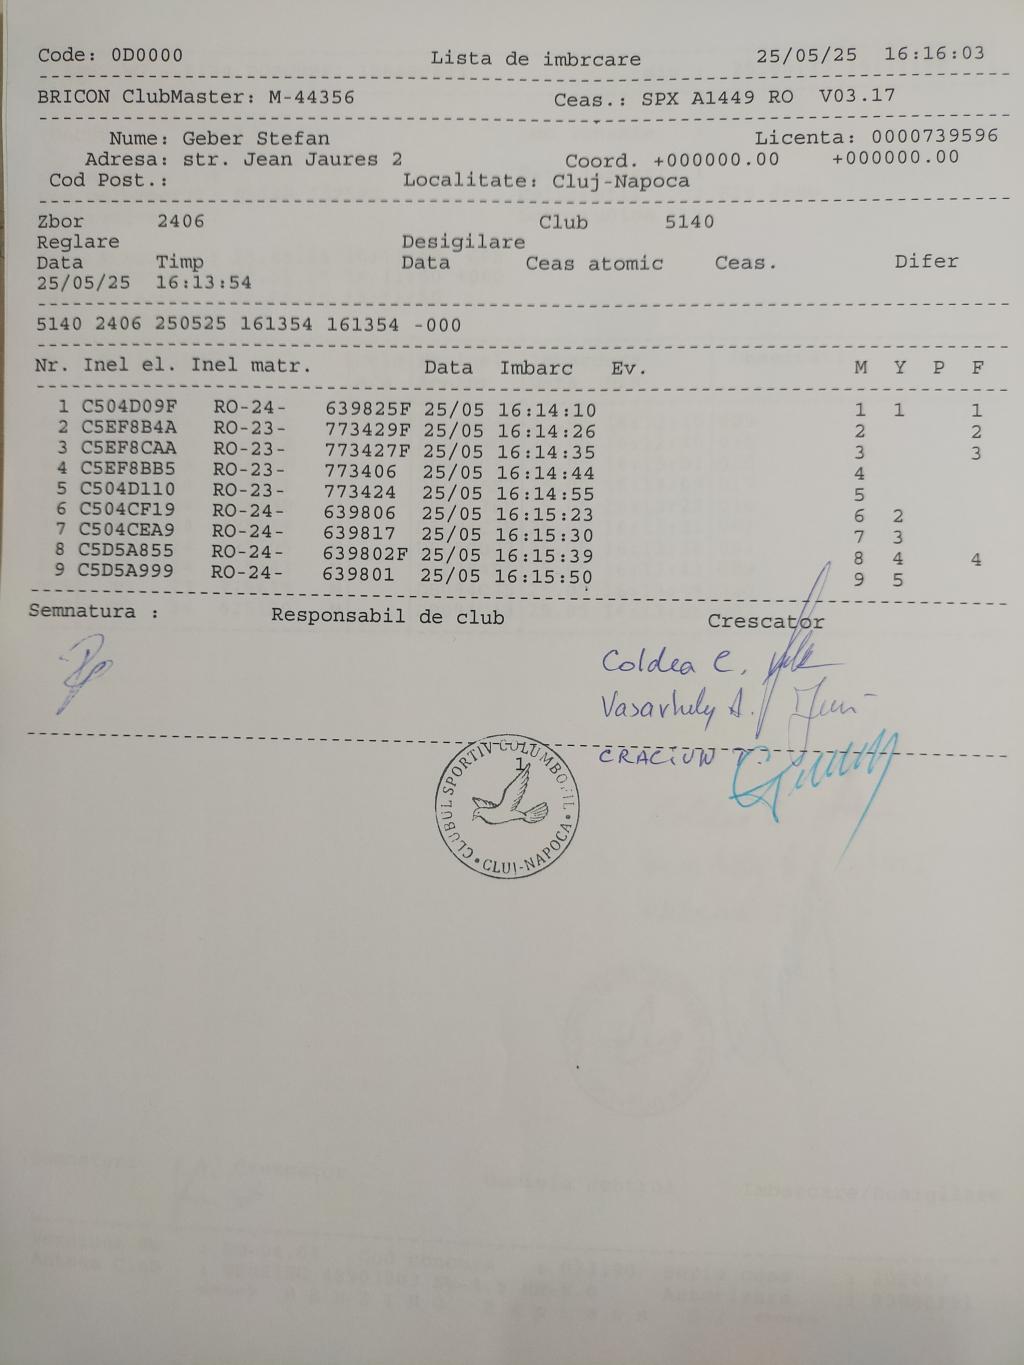 Code: 0D0000 Lista de imbrcare 25/05/25 16:16:03
BRICON ClubMaster: M-44356 Ceas.: SPX A1449 RO V03.17
Nume: Geber Stefan Licenta: 0000739596
Adresa: str. Jean Jaures 2 Coord. +000000.00 +000000.00
Cod Post.: Localitate: Cluj-Napoca
Zbor 2406 Club 5140
Reglare Desigilare
Data Timp Data Ceas atomic Ceas. Difer
25/05/25 16:13:54
5140 2406 250525 161354 161354 -000
Nr. Inel el. Inel matr. Data Imbarc Ev. M Y P F
1 C504D09F RO-24- 639825F 25/05 16:14:10 1 1 1
2 C5EF8B4A RO-23- 773429F 25/05 16:14:26 2 2
3 C5EF8CAA RO-23- 773427F 25/05 16:14:35 3 3
4 C5EF8BB5 RO-23- 773406 25/05 16:14:44 4
5 C504D110 RO-23- 773424 25/05 16:14:55 5
6 C504CF19 RO-24- 639806 25/05 16:15:23 6 2
7 C504CEA9 RO-24- 639817 25/05 16:15:30 7 3
8 C5D5A855 RO-24- 639802F 25/05 16:15:39 8 4 4
9 C5D5A999 RO-24- 639801 25/05 16:15:50 9 5
Semnatura : Responsabil de club Crescator
Coldea C.
Vasarhely A.
CRACIUN
1
CLUBUL SPORTIV COLUMBOFIL • CLUJ-NAPOCA •